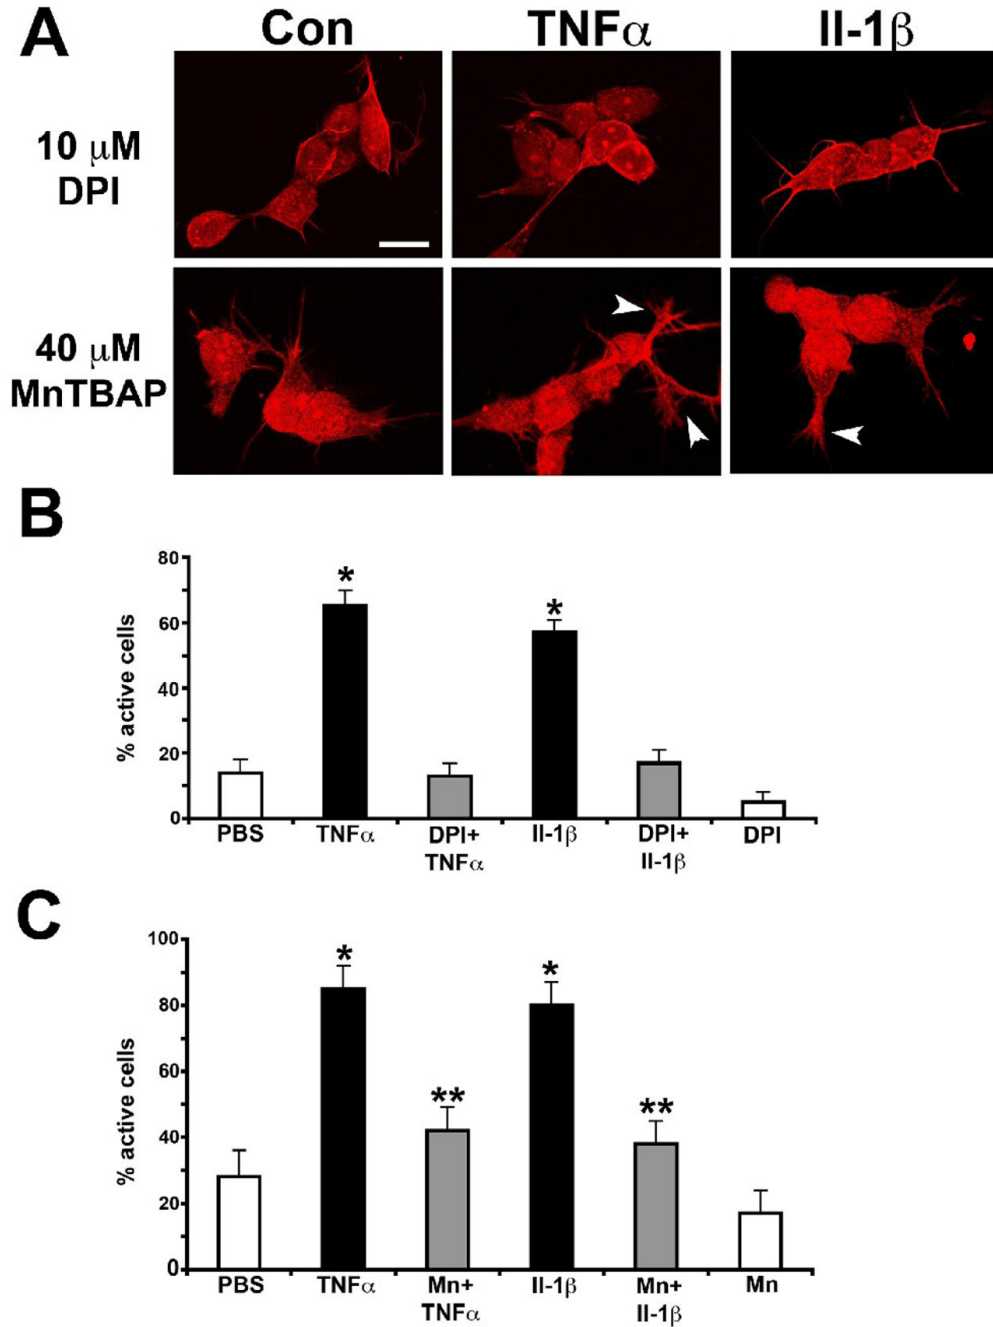 A
Con TNFα Il-1β
10 μM
DPI
40 μM
MnTBAP
B
80
60
40
20
0
% active cells
* *
PBS TNFα DPI+ Il-1β DPI+ DPI
TNFα Il-1β
C
100
80
60
40
20
0
% active cells
* ** * **
PBS TNFα Mn+ Il-1β Mn+ Mn
TNFα Il-1β